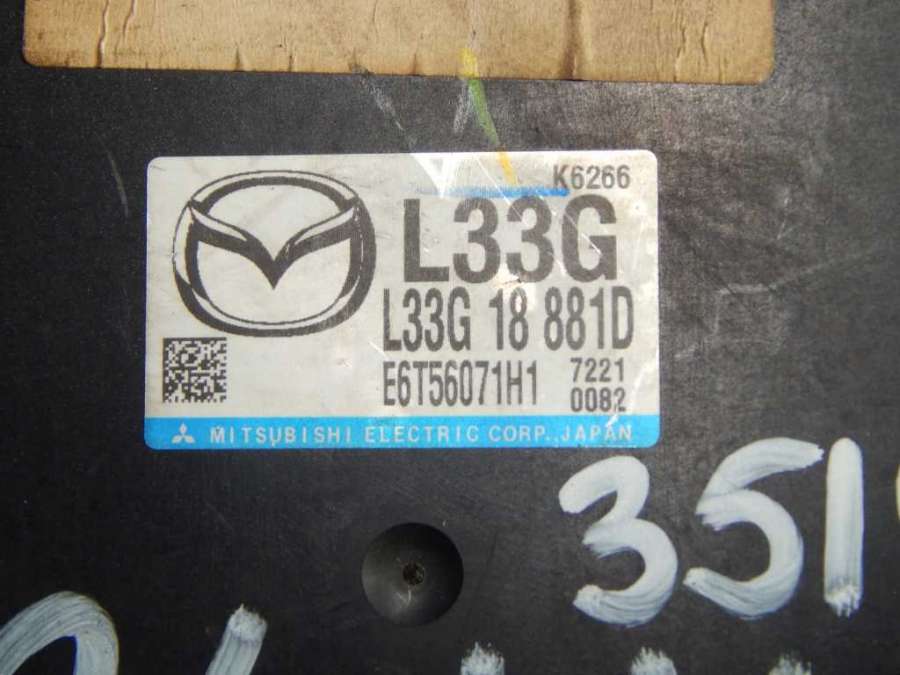 K6266
L33G
L33G 18 881D
E6T56071H1 7221
0082
MITSUBISHI ELECTRIC CORP., JAPAN
351